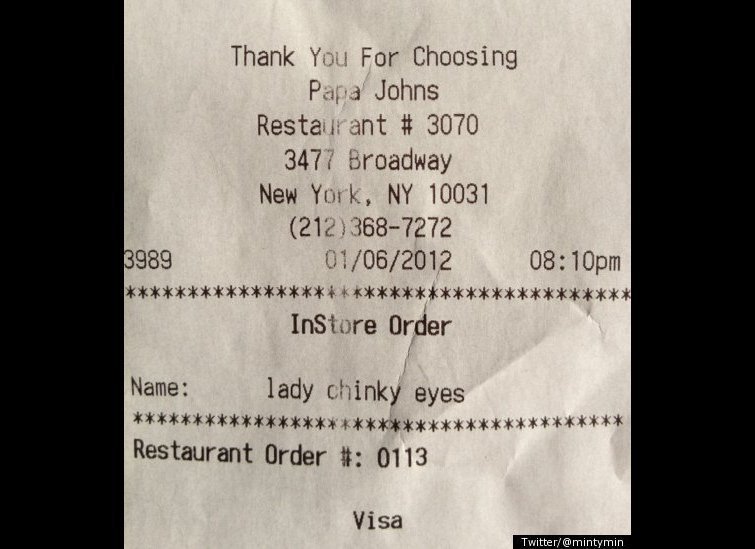 Thank You For Choosing
Papa Johns
Restaurant # 3070
3477 Broadway
New York, NY 10031
(212)368-7272
3989 01/06/2012 08:10pm
****************************************
InStore Order
Name: lady chinky eyes
****************************************
Restaurant Order #: 0113
Visa
Twitter/@mintymin